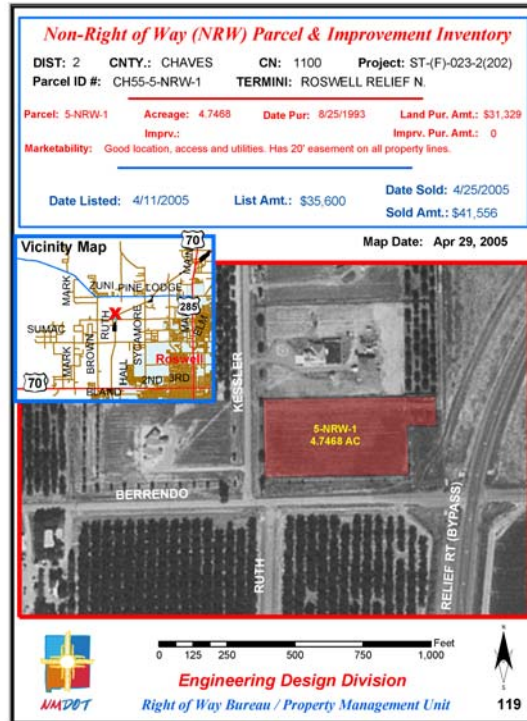 Non-Right of Way (NRW) Parcel & Improvement Inventory
DIST: 2 CNTY.: CHAVES CN: 1100 Project: ST-(F)-023-2(202)
Parcel ID #: CH55-5-NRW-1 TERMINI: ROSWELL RELIEF N.
Parcel: 5-NRW-1 Acreage: 4.7468 Date Pur: 8/25/1993 Land Pur. Amt.: $31,329
Imprv.: Imprv. Pur. Amt.: 0
Marketability: Good location, access and utilities. Has 20' easement on all property lines.
Date Listed: 4/11/2005 List Amt.: $35,600 Date Sold: 4/25/2005
Sold Amt.: $41,556
Vicinity Map
Map Date: Apr 29, 2005
70
MARK
ZUNI
PINE LODGE
MAIN
285
SUMAC
BROWN
RUTH
SYCAMORE
ELM
MARK
Roswell
HALL
70
2ND
3RD
BLAND
KESSLER
5-NRW-1
4.7468 AC
BERRENDO
RUTH
RELIEF RT (BYPASS)
0 125 250 500 750 1,000 Feet
Engineering Design Division
Right of Way Bureau / Property Management Unit
NMDOT
N
S
119